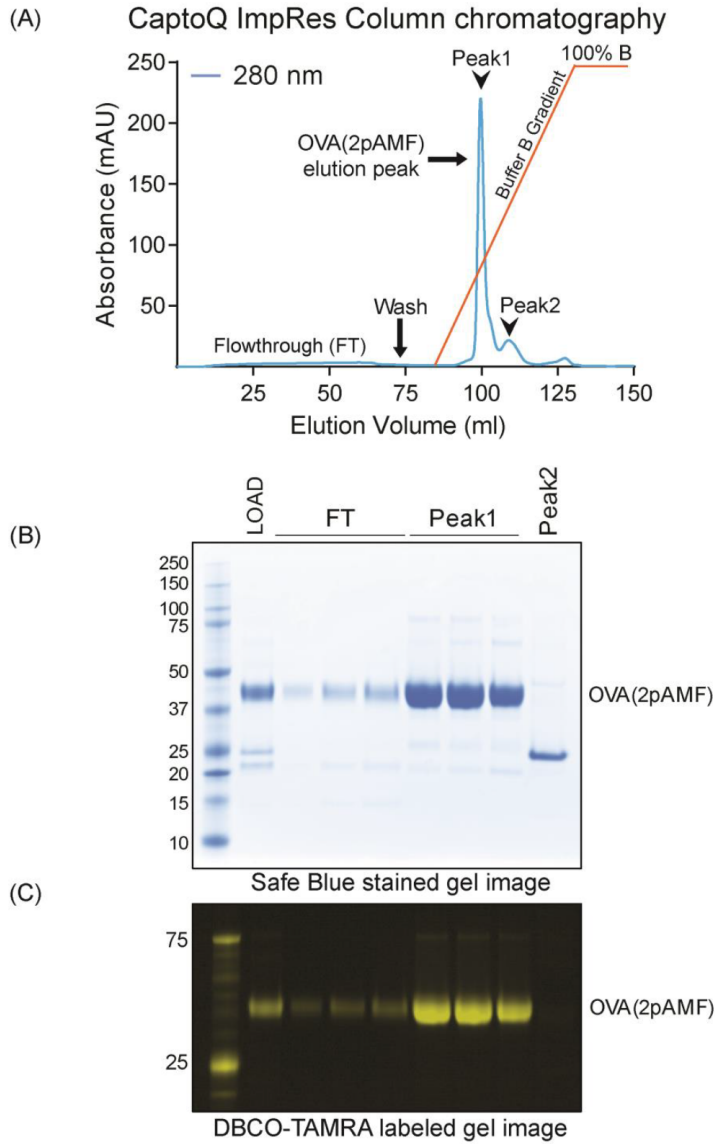 (A)
CaptoQ ImpRes Column chromatography
250
200
150
100
50
Absorbance (mAU)
280 nm
Peak1
100% B
OVA(2pAMF)
elution peak
Buffer B Gradient
Wash
Peak2
Flowthrough (FT)
25 50 75 100 125 150
Elution Volume (ml)
(B)
LOAD
FT
Peak1
Peak2
250
150
100
75
50
37
25
20
15
10
OVA(2pAMF)
Safe Blue stained gel image
(C)
75
25
OVA(2pAMF)
DBCO-TAMRA labeled gel image